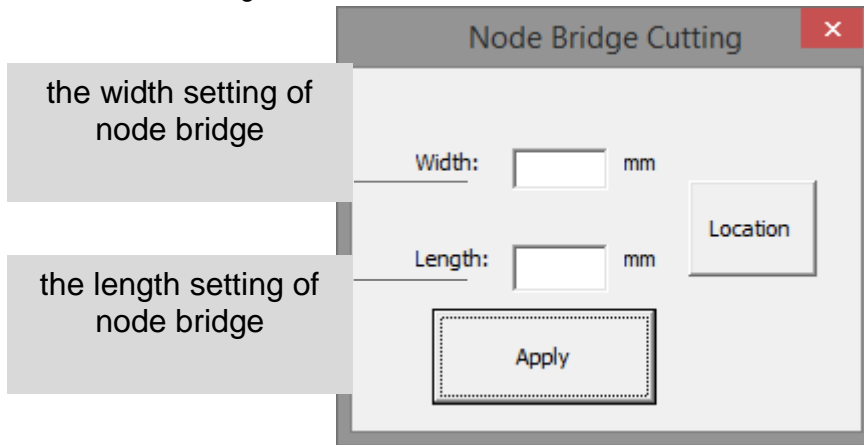 Node Bridge Cutting
the width setting of
node bridge
Width: mm
Location
Length: mm
the length setting of
node bridge
Apply